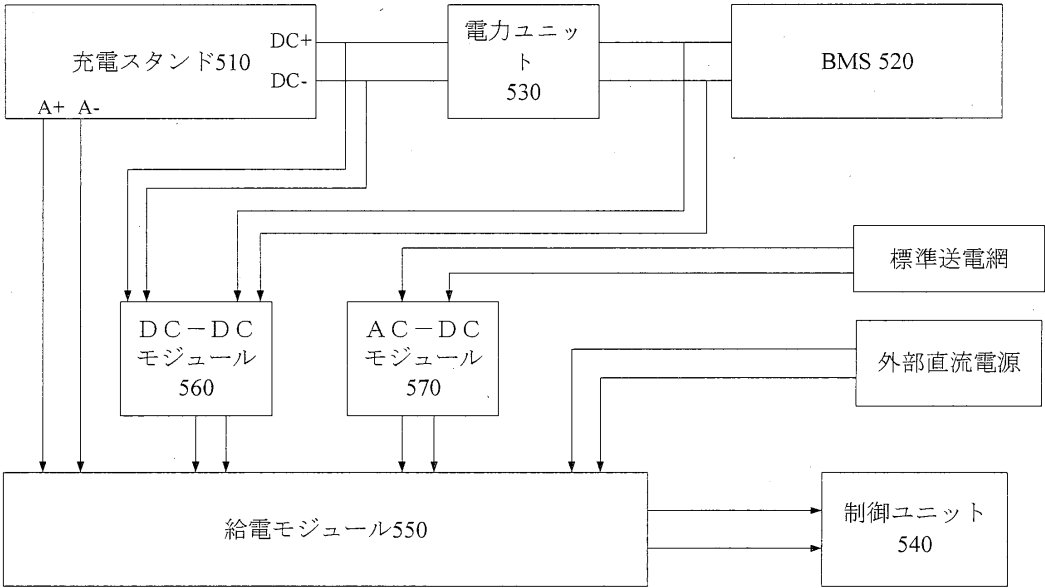 充電スタンド510
DC+
DC-
A+ A-
電力ユニッ
ト
530
BMS 520
標準送電網
外部直流電源
DC-DC
モジュール
560
AC-DC
モジュール
570
給電モジュール550
制御ユニット
540